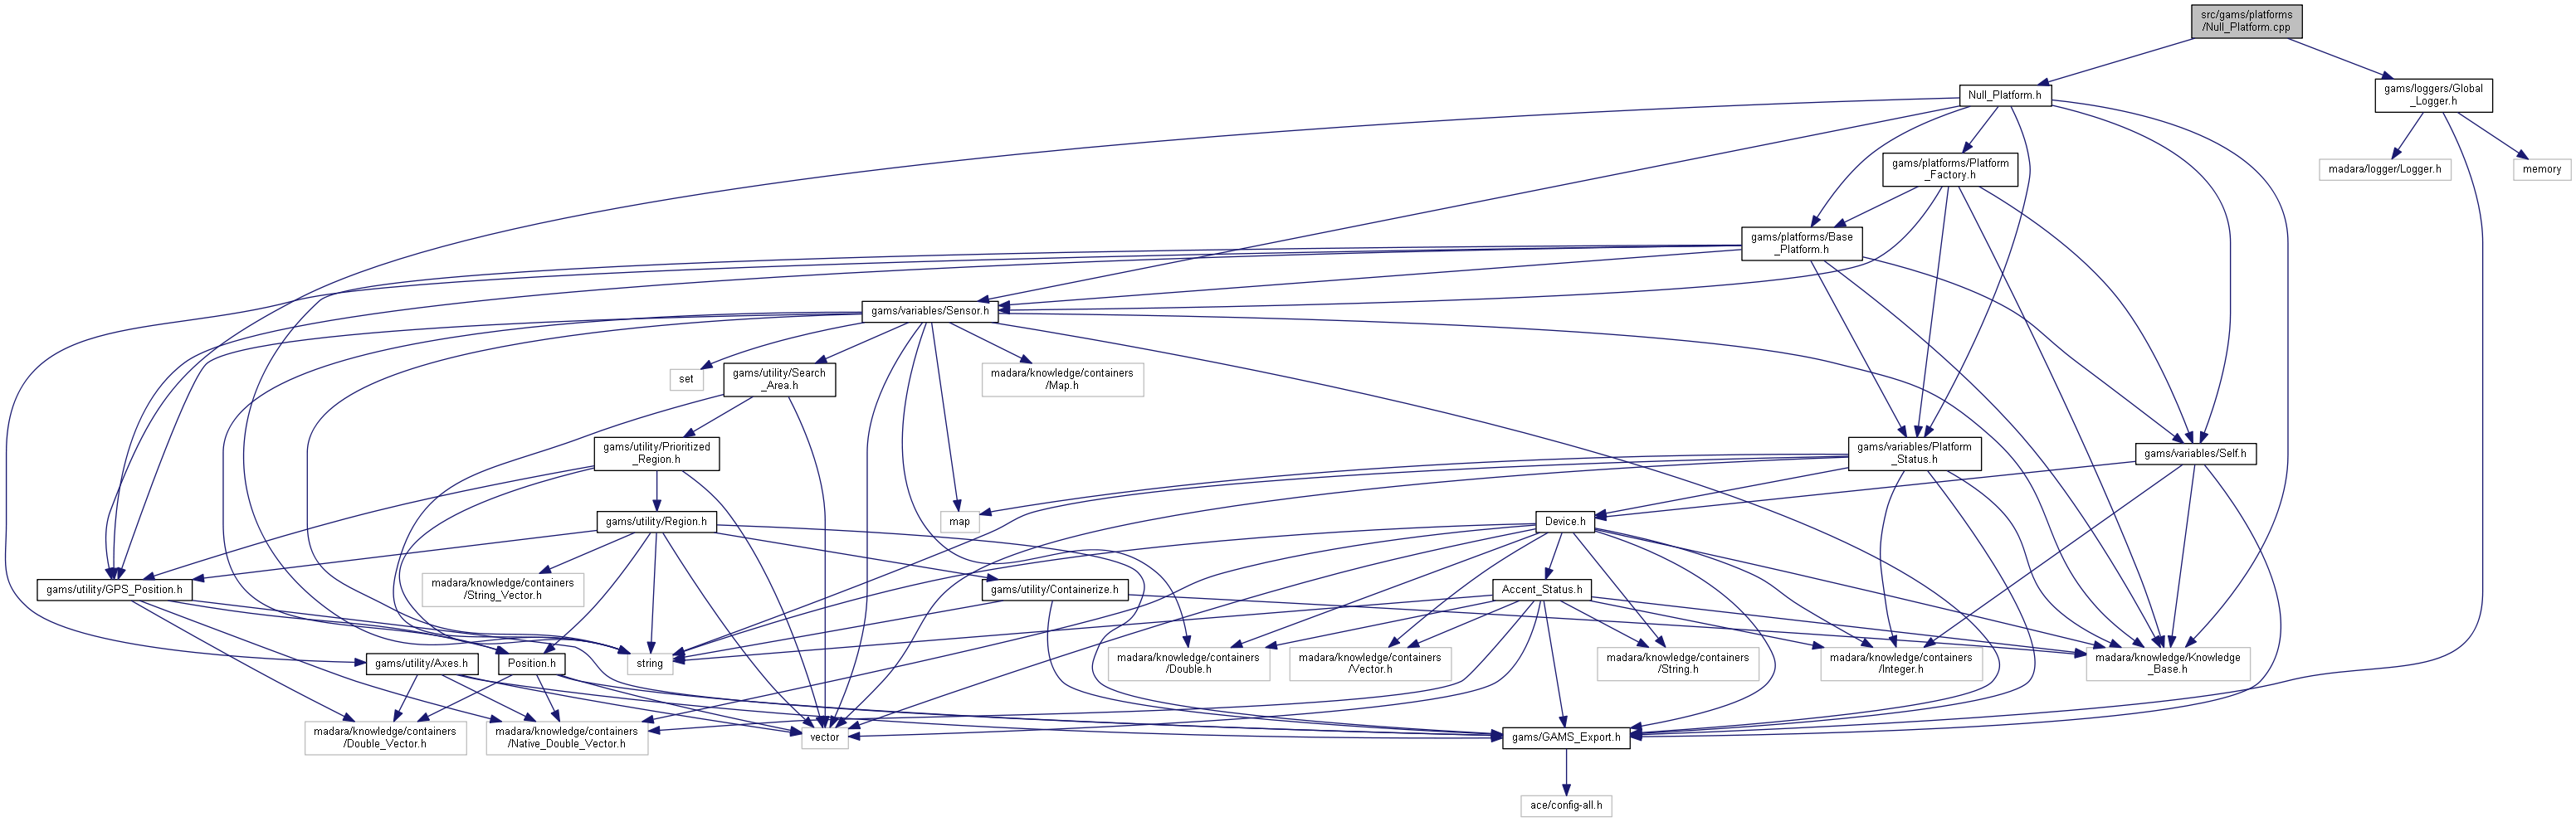 src/gams/platforms
/Null_Platform.cpp
Null_Platform.h
gams/loggers/Global
_Logger.h
gams/platforms/Platform
_Factory.h
madara/logger/Logger.h
memory
gams/platforms/Base
_Platform.h
gams/variables/Sensor.h
set
gams/utility/Search
_Area.h
madara/knowledge/containers
/Map.h
gams/utility/Prioritized
_Region.h
gams/variables/Platform
_Status.h
gams/variables/Self.h
gams/utility/Region.h
map
Device.h
gams/utility/GPS_Position.h
madara/knowledge/containers
/String_Vector.h
gams/utility/Containerize.h
Accent_Status.h
gams/utility/Axes.h
Position.h
string
madara/knowledge/containers
/Double.h
madara/knowledge/containers
/Vector.h
madara/knowledge/containers
/String.h
madara/knowledge/containers
/Integer.h
madara/knowledge/Knowledge
_Base.h
madara/knowledge/containers
/Double_Vector.h
madara/knowledge/containers
/Native_Double_Vector.h
vector
gams/GAMS_Export.h
ace/config-all.h